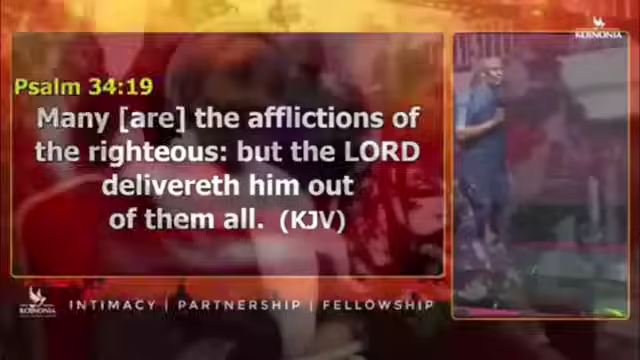 KOINONIA
Psalm 34:19
Many [are] the afflictions of
the righteous: but the LORD
delivereth him out
of them all. (KJV)
KOINONIA
INTIMACY | PARTNERSHIP | FELLOWSHIP